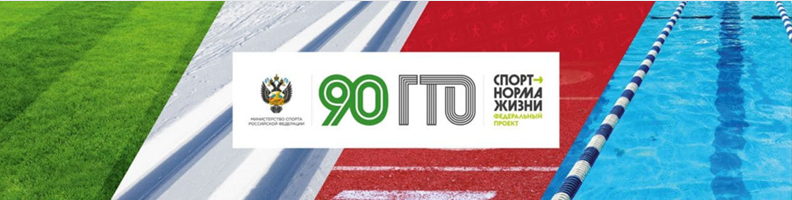 МИНИСТЕРСТВО СПОРТА
РОССИЙСКОЙ ФЕДЕРАЦИИ
90 ГТО
СПОРТ→
НОРМА
ЖИЗНИ
ФЕДЕРАЛЬНЫЙ
ПРОЕКТ